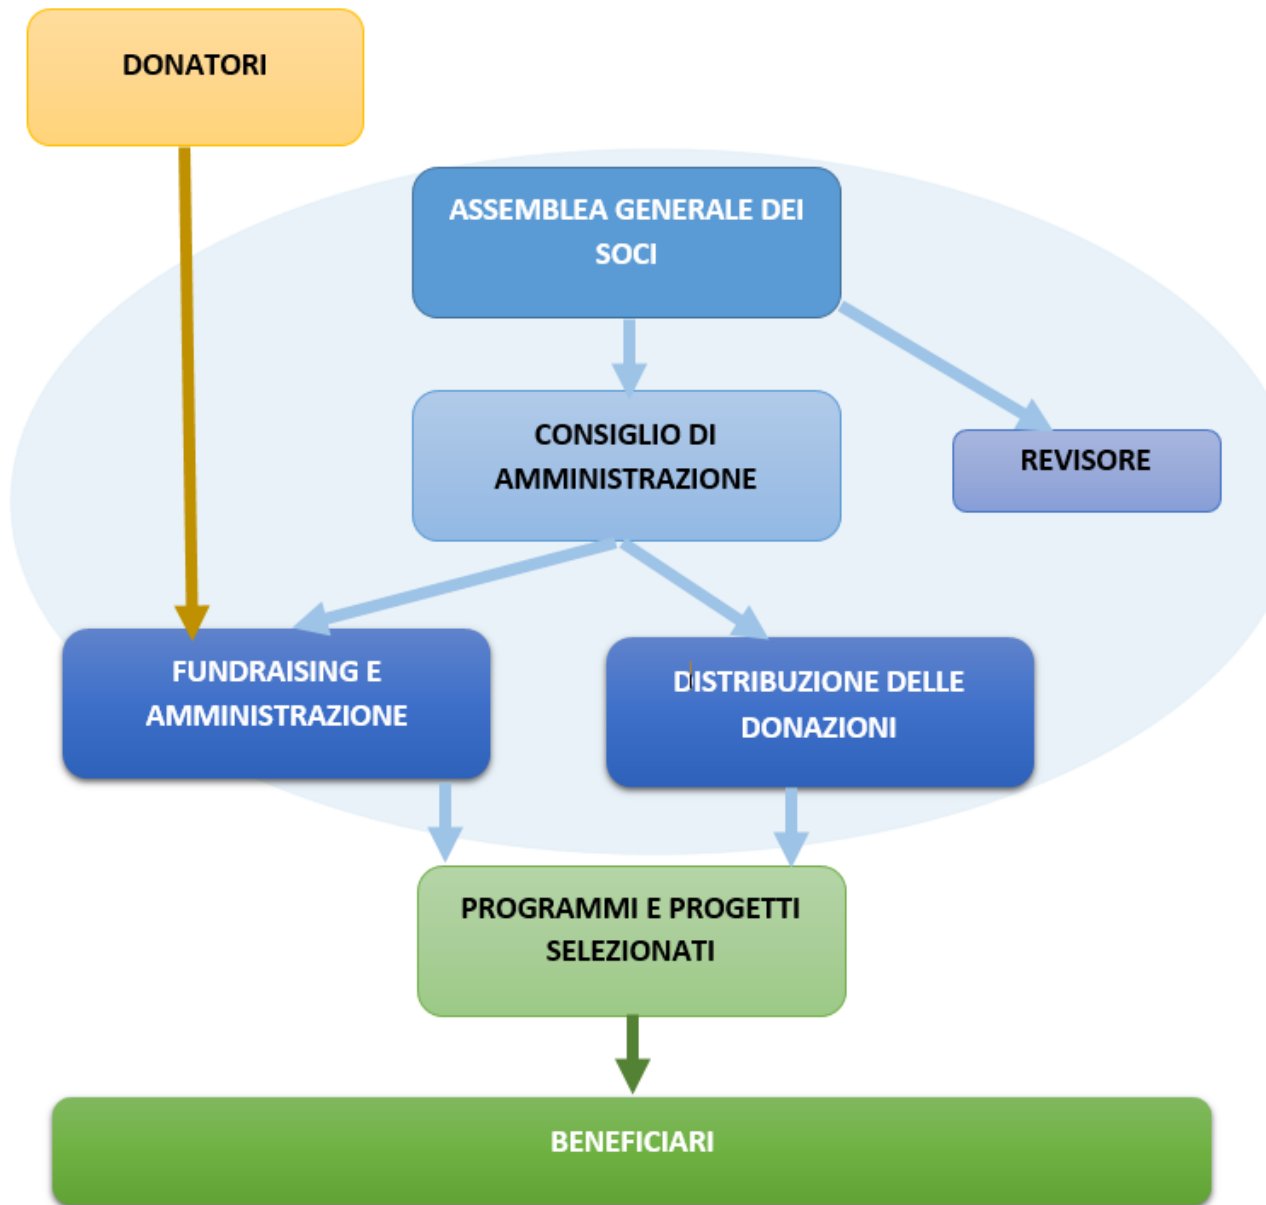 DONATORI
ASSEMBLEA GENERALE DEI
SOCI
CONSIGLIO DI
AMMINISTRAZIONE
REVISORE
FUNDRAISING E
AMMINISTRAZIONE
DISTRIBUZIONE DELLE
DONAZIONI
PROGRAMMI E PROGETTI
SELEZIONATI
BENEFICIARI